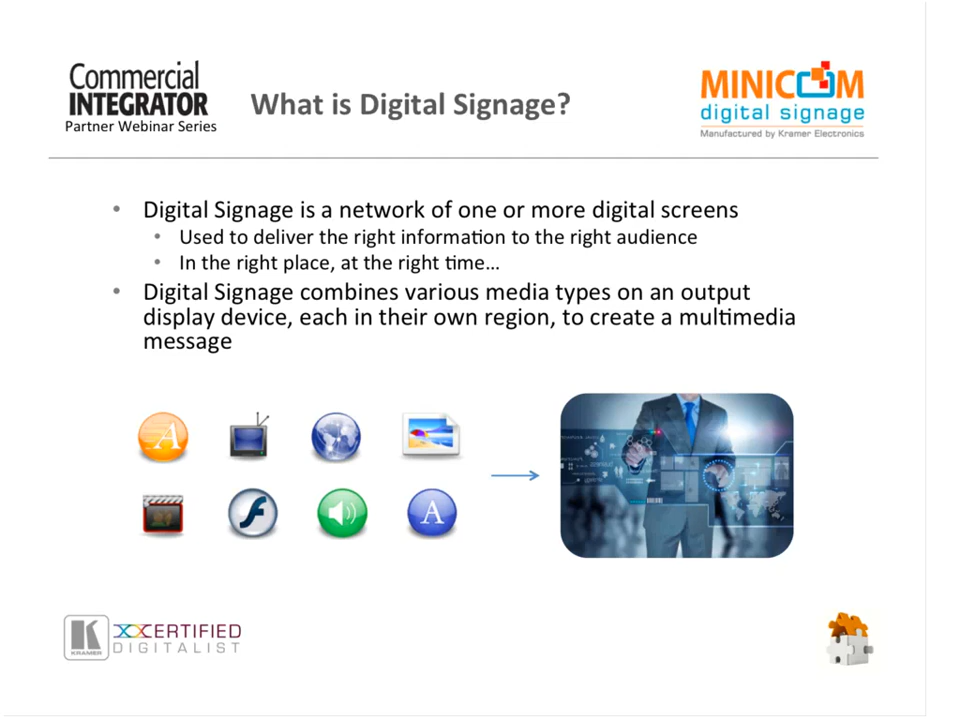 Commercial
INTEGRATOR
Partner Webinar Series
What is Digital Signage?
MINICOM
digital signage
Manufactured by Kramer Electronics
• Digital Signage is a network of one or more digital screens
• Used to deliver the right information to the right audience
• In the right place, at the right time...
• Digital Signage combines various media types on an output
display device, each in their own region, to create a multimedia
message
A
A
K
KRAMER
XXCERTIFIED
DIGITALIST